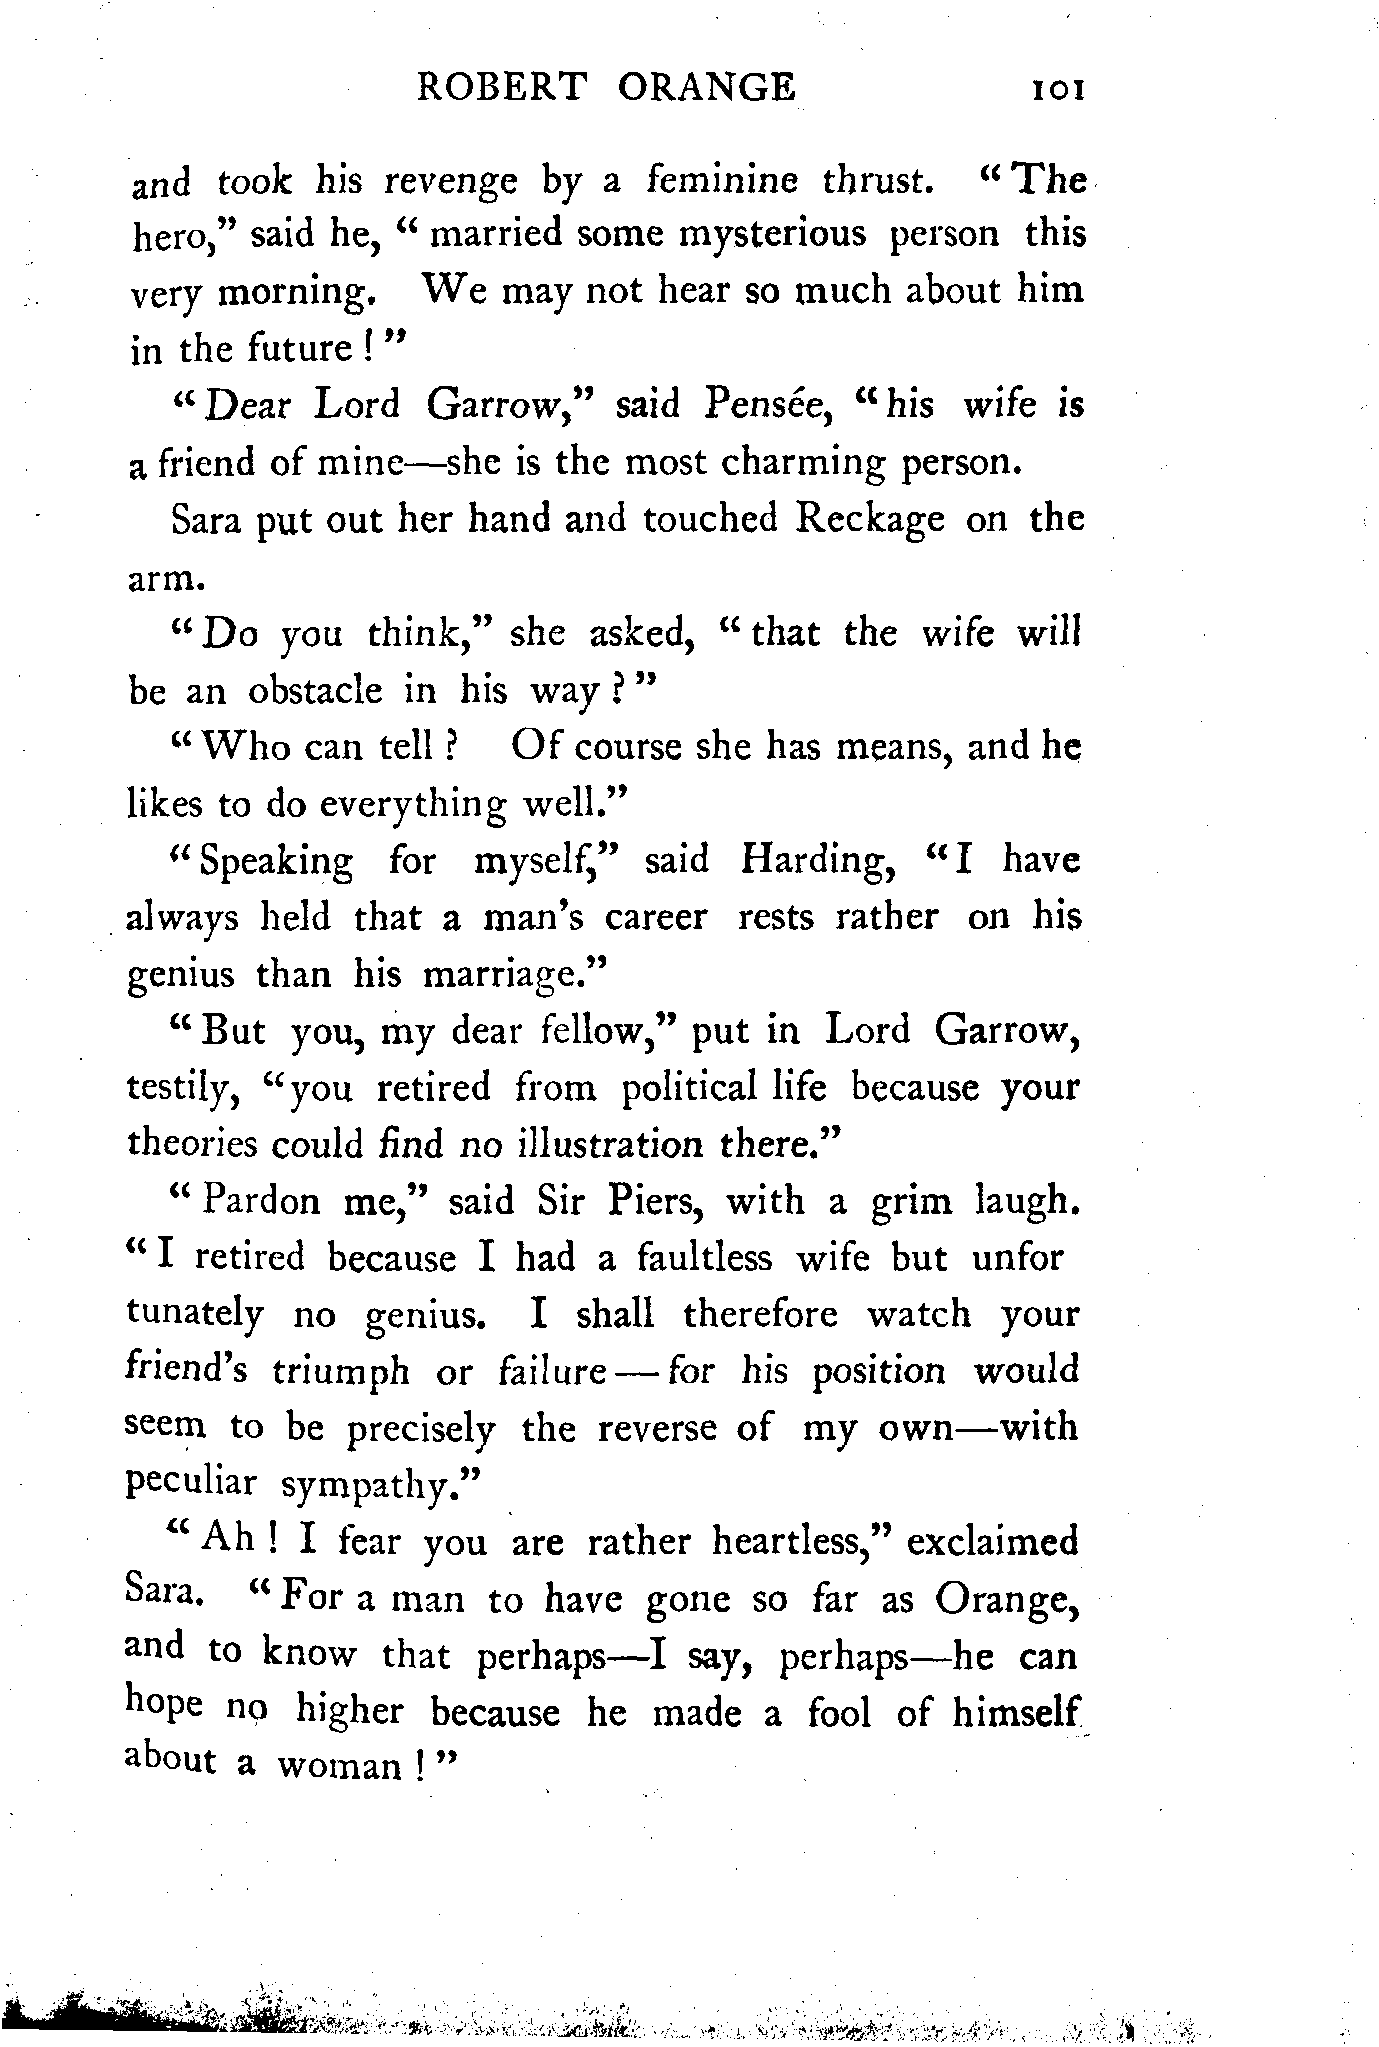 ROBERT ORANGE 101
and took his revenge by a feminine thrust. “The
hero,” said he, “married some mysterious person this
very morning. We may not hear so much about him
in the future!”
“Dear Lord Garrow,” said Pensée, “his wife is
a friend of mine—she is the most charming person.
Sara put out her hand and touched Reckage on the
arm.
“Do you think,” she asked, “that the wife will
be an obstacle in his way?”
“Who can tell? Of course she has means, and he
likes to do everything well.”
“Speaking for myself,” said Harding, “I have
always held that a man’s career rests rather on his
genius than his marriage.”
“But you, my dear fellow,” put in Lord Garrow,
testily, “you retired from political life because your
theories could find no illustration there.”
“Pardon me,” said Sir Piers, with a grim laugh.
“I retired because I had a faultless wife but unfor
tunately no genius. I shall therefore watch your
friend’s triumph or failure—for his position would
seem to be precisely the reverse of my own—with
peculiar sympathy.”
“Ah! I fear you are rather heartless,” exclaimed
Sara. “For a man to have gone so far as Orange,
and to know that perhaps—I say, perhaps—he can
hope no higher because he made a fool of himself
about a woman!”